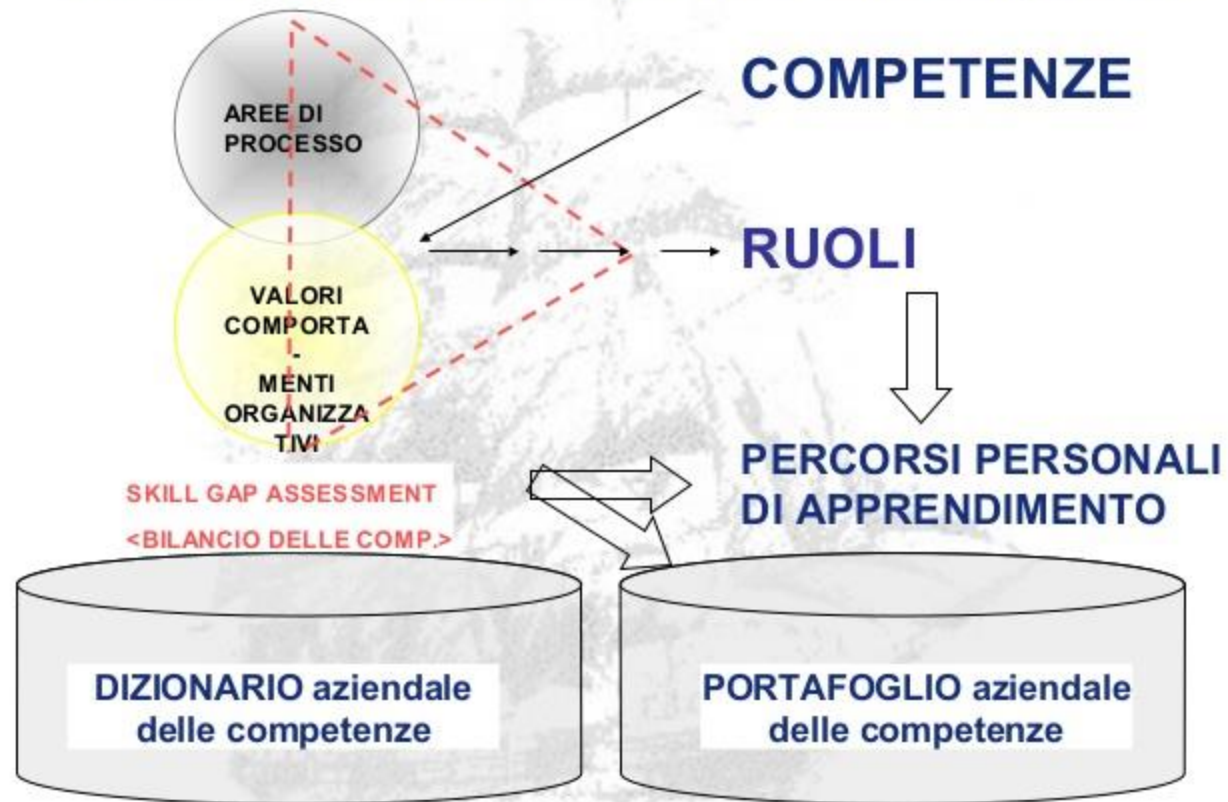 COMPETENZE
AREE DI
PROCESSO
RUOLI
VALORI
COMPORTA
-
MENTI
ORGANIZZA
TIVI
SKILL GAP ASSESSMENT
<BILANCIO DELLE COMP.>
PERCORSI PERSONALI
DI APPRENDIMENTO
DIZIONARIO aziendale
delle competenze
PORTAFOGLIO aziendale
delle competenze